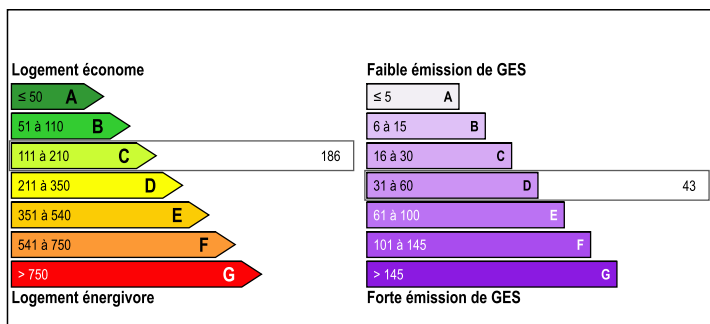 Logement économe
≤ 50 A
51 à 110 B
111 à 210 C 186
211 à 350 D
351 à 540 E
541 à 750 F
> 750 G
Logement énergivore
Faible émission de GES
≤ 5 A
6 à 15 B
16 à 30 C
31 à 60 D 43
61 à 100 E
101 à 145 F
> 145 G
Forte émission de GES